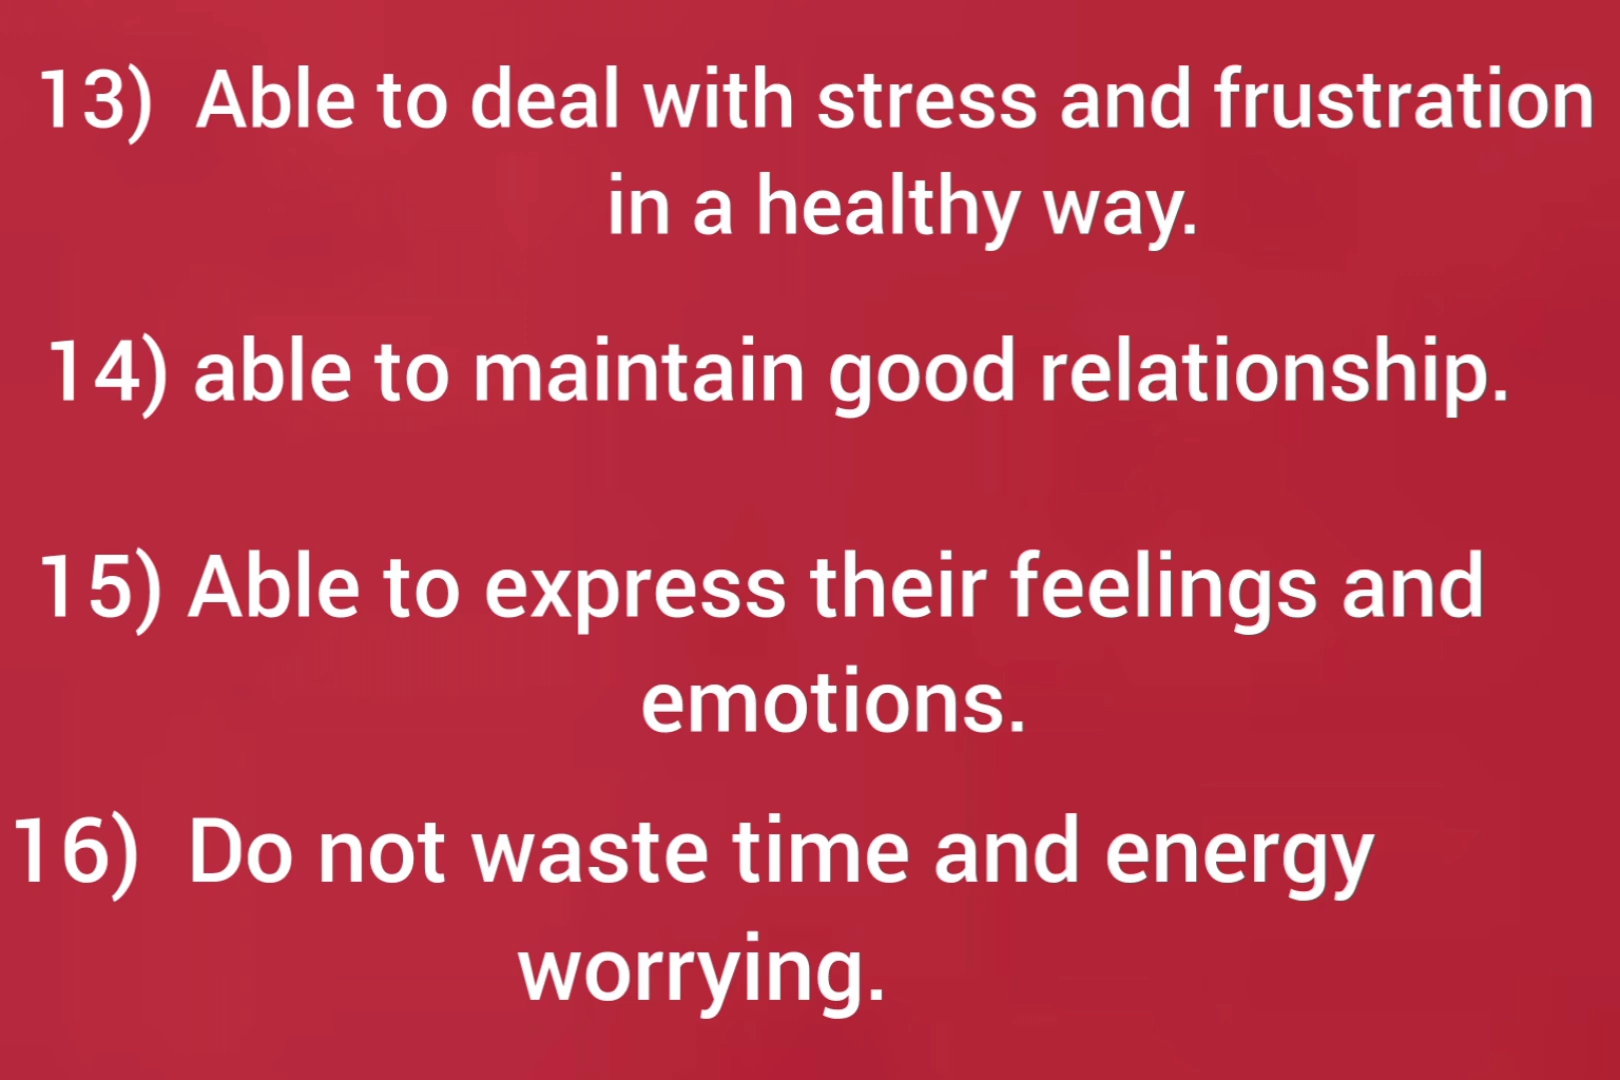 13) Able to deal with stress and frustration
in a healthy way.
14) able to maintain good relationship.
15) Able to express their feelings and
emotions.
16) Do not waste time and energy
worrying.